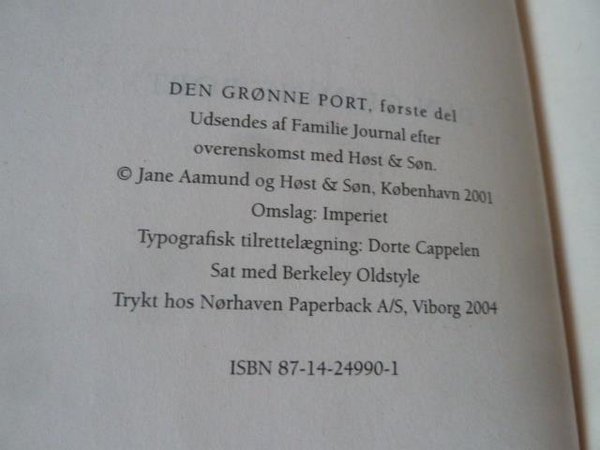 DEN GRØNNE PORT, første del
Udsendes af Familie Journal efter
overenskomst med Høst & Søn.
© Jane Aamund og Høst & Søn, København 2001
Omslag: Imperiet
Typografisk tilrettelægning: Dorte Cappelen
Sat med Berkeley Oldstyle
Trykt hos Nørhaven Paperback A/S, Viborg 2004
ISBN 87-14-24990-1